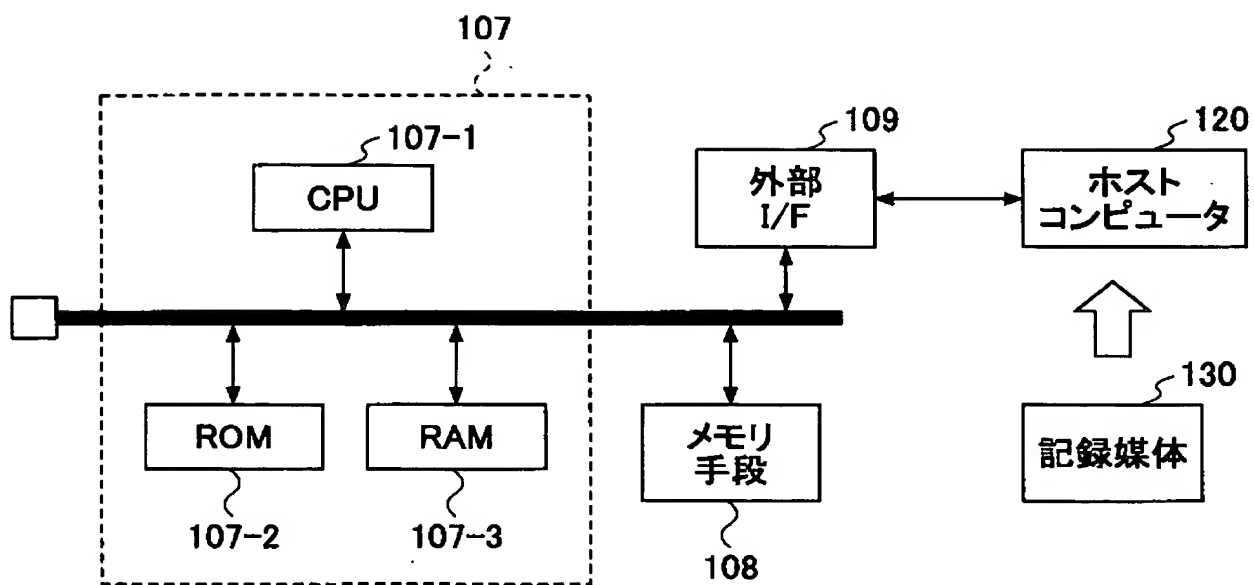 107
107-1
CPU
109
外部
I/F
120
ホスト
コンピュータ
ROM
107-2
RAM
107-3
メモリ
手段
108
130
記録媒体